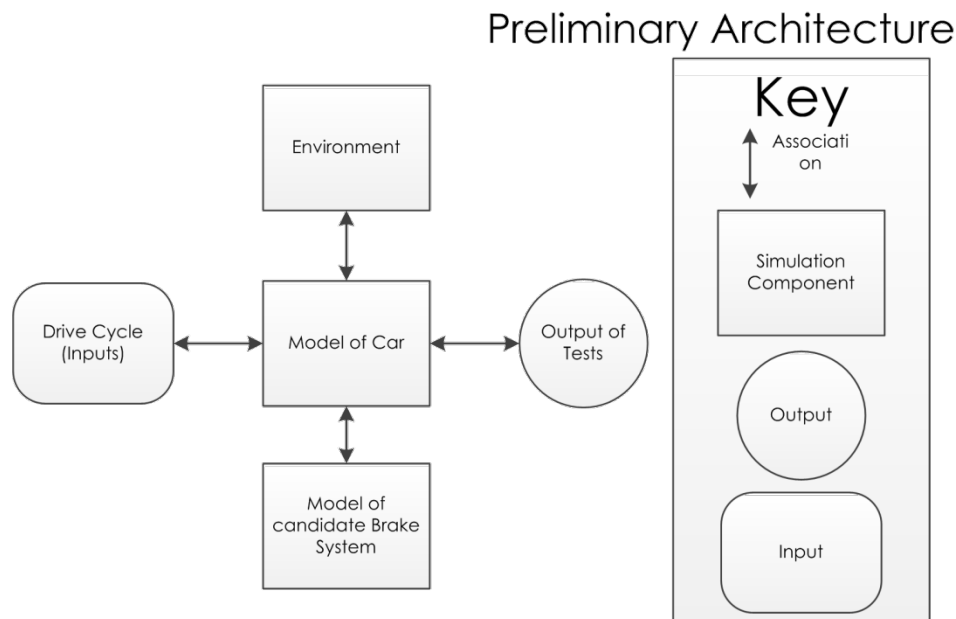 Preliminary Architecture
Key
Associati
on
Environment
Simulation
Component
Drive Cycle
(Inputs)
Model of Car
Output of
Tests
Output
Model of
candidate Brake
System
Input